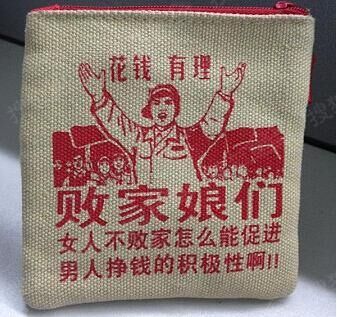 花钱 有理
败家娘们
女人不败家怎么能促进
男人挣钱的积极性啊!!